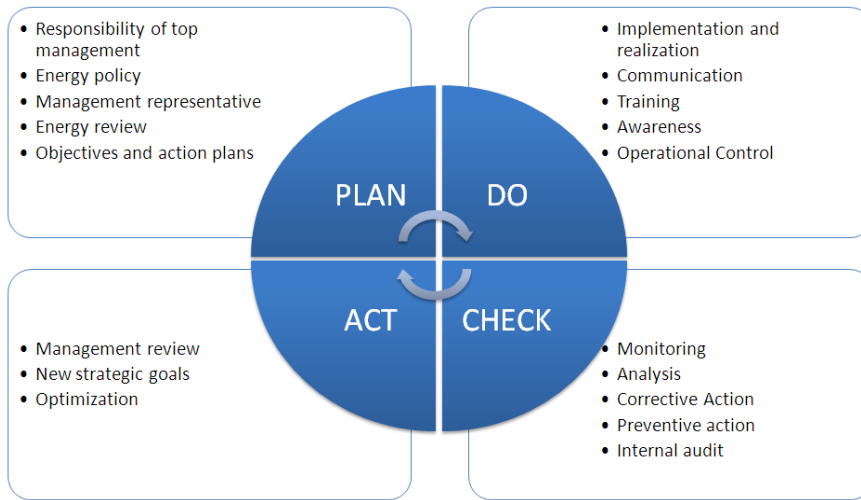 • Responsibility of top
management
• Energy policy
• Management representative
• Energy review
• Objectives and action plans
• Implementation and
realization
• Communication
• Training
• Awareness
• Operational Control
PLAN
DO
ACT
CHECK
• Management review
• New strategic goals
• Optimization
• Monitoring
• Analysis
• Corrective Action
• Preventive action
• Internal audit